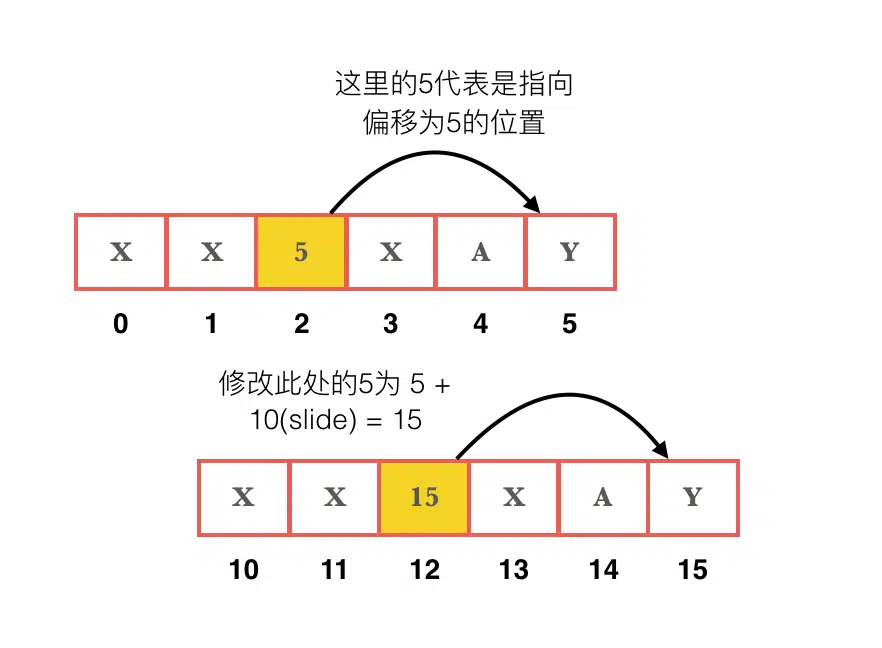 这里的5代表是指向
偏移为5的位置
X X 5 X A Y
0 1 2 3 4 5
修改此处的5为 5 +
10(slide) = 15
X X 15 X A Y
10 11 12 13 14 15